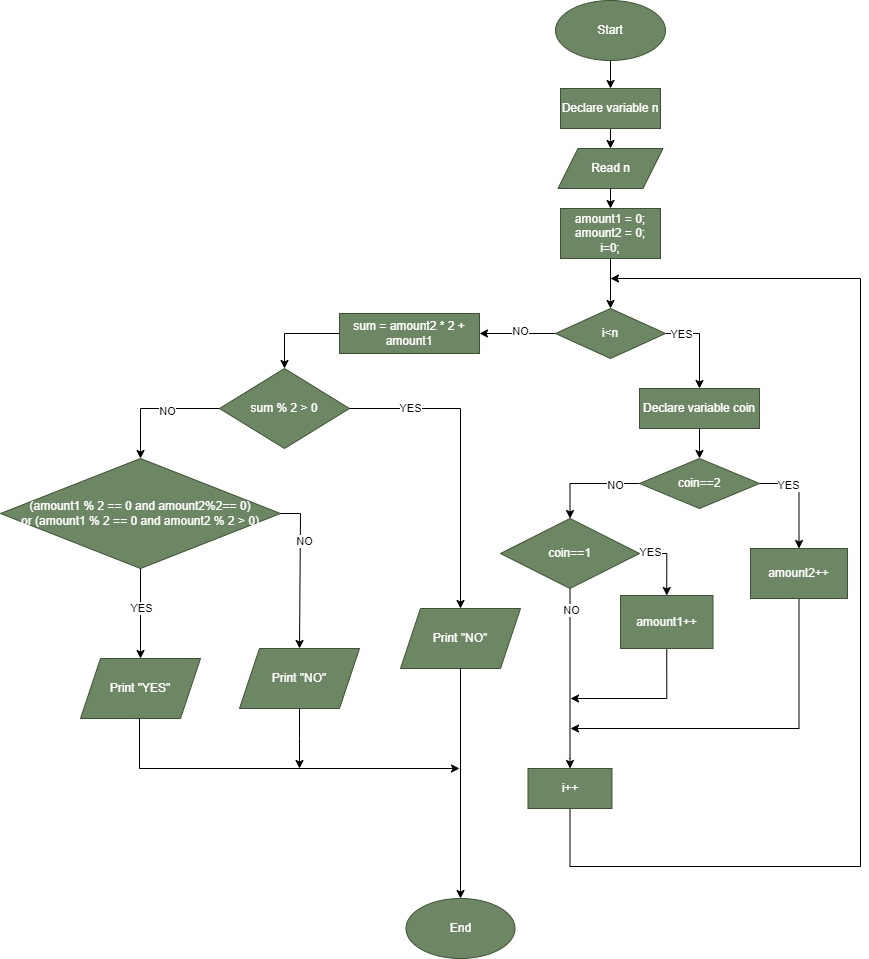 Start
Declare variable n
Read n
amount1 = 0;
amount2 = 0;
i=0;
i<n
NO
YES
sum = amount2 * 2 +
amount1
sum % 2 > 0
NO
YES
Declare variable coin
coin==2
NO
YES
(amount1 % 2 == 0 and amount2%2== 0)
or (amount1 % 2 == 0 and amount2 % 2 > 0)
NO
YES
coin==1
YES
NO
amount2++
amount1++
Print "YES"
Print "NO"
Print "NO"
i++
End